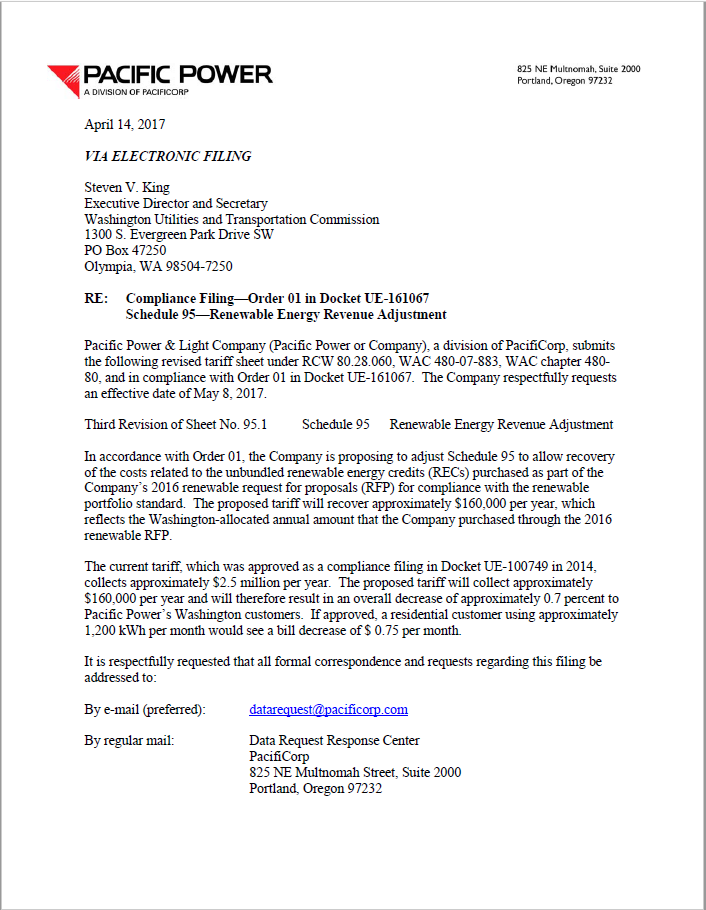 PACIFIC POWER
A DIVISION OF PACIFICORP
825 NE Multnomah, Suite 2000
Portland, Oregon 97232
April 14, 2017
VIA ELECTRONIC FILING
Steven V. King
Executive Director and Secretary
Washington Utilities and Transportation Commission
1300 S. Evergreen Park Drive SW
PO Box 47250
Olympia, WA 98504-7250
RE: Compliance Filing—Order 01 in Docket UE-161067
Schedule 95—Renewable Energy Revenue Adjustment
Pacific Power & Light Company (Pacific Power or Company), a division of PacifiCorp, submits
the following revised tariff sheet under RCW 80.28.060, WAC 480-07-883, WAC chapter 480-
80, and in compliance with Order 01 in Docket UE-161067. The Company respectfully requests
an effective date of May 8, 2017.
Third Revision of Sheet No. 95.1 Schedule 95 Renewable Energy Revenue Adjustment
In accordance with Order 01, the Company is proposing to adjust Schedule 95 to allow recovery
of the costs related to the unbundled renewable energy credits (RECs) purchased as part of the
Company's 2016 renewable request for proposals (RFP) for compliance with the renewable
portfolio standard. The proposed tariff will recover approximately $160,000 per year, which
reflects the Washington-allocated annual amount that the Company purchased through the 2016
renewable RFP.
The current tariff, which was approved as a compliance filing in Docket UE-100749 in 2014,
collects approximately $2.5 million per year. The proposed tariff will collect approximately
$160,000 per year and will therefore result in an overall decrease of approximately 0.7 percent to
Pacific Power's Washington customers. If approved, a residential customer using approximately
1,200 kWh per month would see a bill decrease of $ 0.75 per month.
It is respectfully requested that all formal correspondence and requests regarding this filing be
addressed to:
By e-mail (preferred): datarequest@pacificorp.com
By regular mail: Data Request Response Center
PacifiCorp
825 NE Multnomah Street, Suite 2000
Portland, Oregon 97232